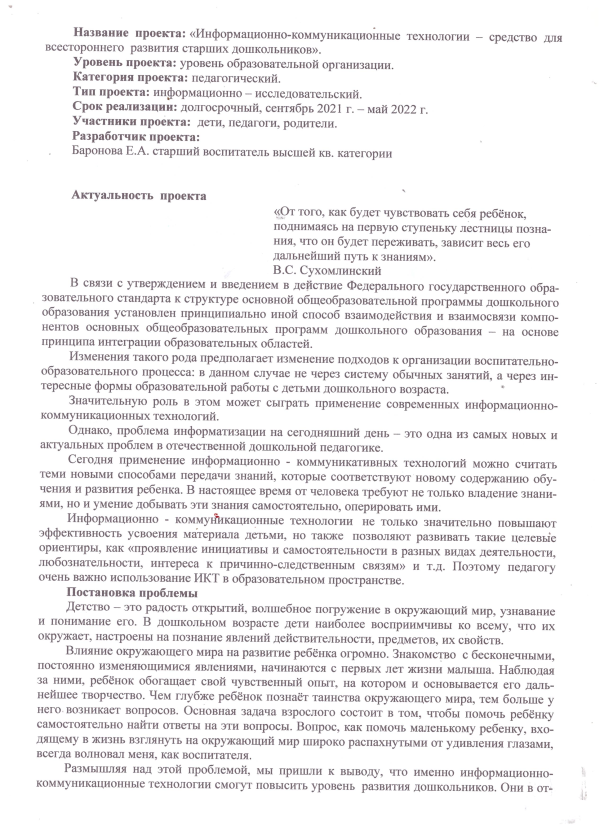 Название проекта: «Информационно-коммуникационные технологии – средство для
всестороннего развития старших дошкольников».
Уровень проекта: уровень образовательной организации.
Категория проекта: педагогический.
Тип проекта: информационно – исследовательский.
Срок реализации: долгосрочный, сентябрь 2021 г. – май 2022 г.
Участники проекта: дети, педагоги, родители.
Разработчик проекта:
Баронова Е.А. старший воспитатель высшей кв. категории
Актуальность проекта
«От того, как будет чувствовать себя ребёнок,
поднимаясь на первую ступеньку лестницы позна-
ния, что он будет переживать, зависит весь его
дальнейший путь к знаниям».
В.С. Сухомлинский
В связи с утверждением и введением в действие Федерального государственного обра-
зовательного стандарта к структуре основной общеобразовательной программы дошкольного
образования установлен принципиально иной способ взаимодействия и взаимосвязи компо-
нентов основных общеобразовательных программ дошкольного образования – на основе
принципа интеграции образовательных областей.
Изменения такого рода предполагает изменение подходов к организации воспитательно-
образовательного процесса: в данном случае не через систему обычных занятий, а через ин-
тересные формы образовательной работы с детьми дошкольного возраста.
Значительную роль в этом может сыграть применение современных информационно-
коммуникационных технологий.
Однако, проблема информатизации на сегодняшний день – это одна из самых новых и
актуальных проблем в отечественной дошкольной педагогике.
Сегодня применение информационно - коммуникативных технологий можно считать
теми новыми способами передачи знаний, которые соответствуют новому содержанию обу-
чения и развития ребенка. В настоящее время от человека требуют не только владение знани-
ями, но и умение добывать эти знания самостоятельно, оперировать ими.
Информационно - коммуникационные технологии не только значительно повышают
эффективность усвоения материала детьми, но также позволяют развивать такие целевые
ориентиры, как «проявление инициативы и самостоятельности в разных видах деятельности,
любознательности, интереса к причинно-следственным связям» и т.д. Поэтому педагогу
очень важно использование ИКТ в образовательном пространстве.
Постановка проблемы
Детство – это радость открытий, волшебное погружение в окружающий мир, узнавание
и понимание его. В дошкольном возрасте дети наиболее восприимчивы ко всему, что их
окружает, настроены на познание явлений действительности, предметов, их свойств.
Влияние окружающего мира на развитие ребёнка огромно. Знакомство с бесконечными,
постоянно изменяющимися явлениями, начинаются с первых лет жизни малыша. Наблюдая
за ними, ребёнок обогащает свой чувственный опыт, на котором и основывается его даль-
нейшее творчество. Чем глубже ребёнок познаёт таинства окружающего мира, тем больше у
него возникает вопросов. Основная задача взрослого состоит в том, чтобы помочь ребёнку
самостоятельно найти ответы на эти вопросы. Вопрос, как помочь маленькому ребенку, вхо-
дящему в жизнь взглянуть на окружающий мир широко распахнутыми от удивления глазами,
всегда волновал меня, как воспитателя.
Размышляя над этой проблемой, мы пришли к выводу, что именно информационно-
коммуникационные технологии смогут повысить уровень развития дошкольников. Они в от-